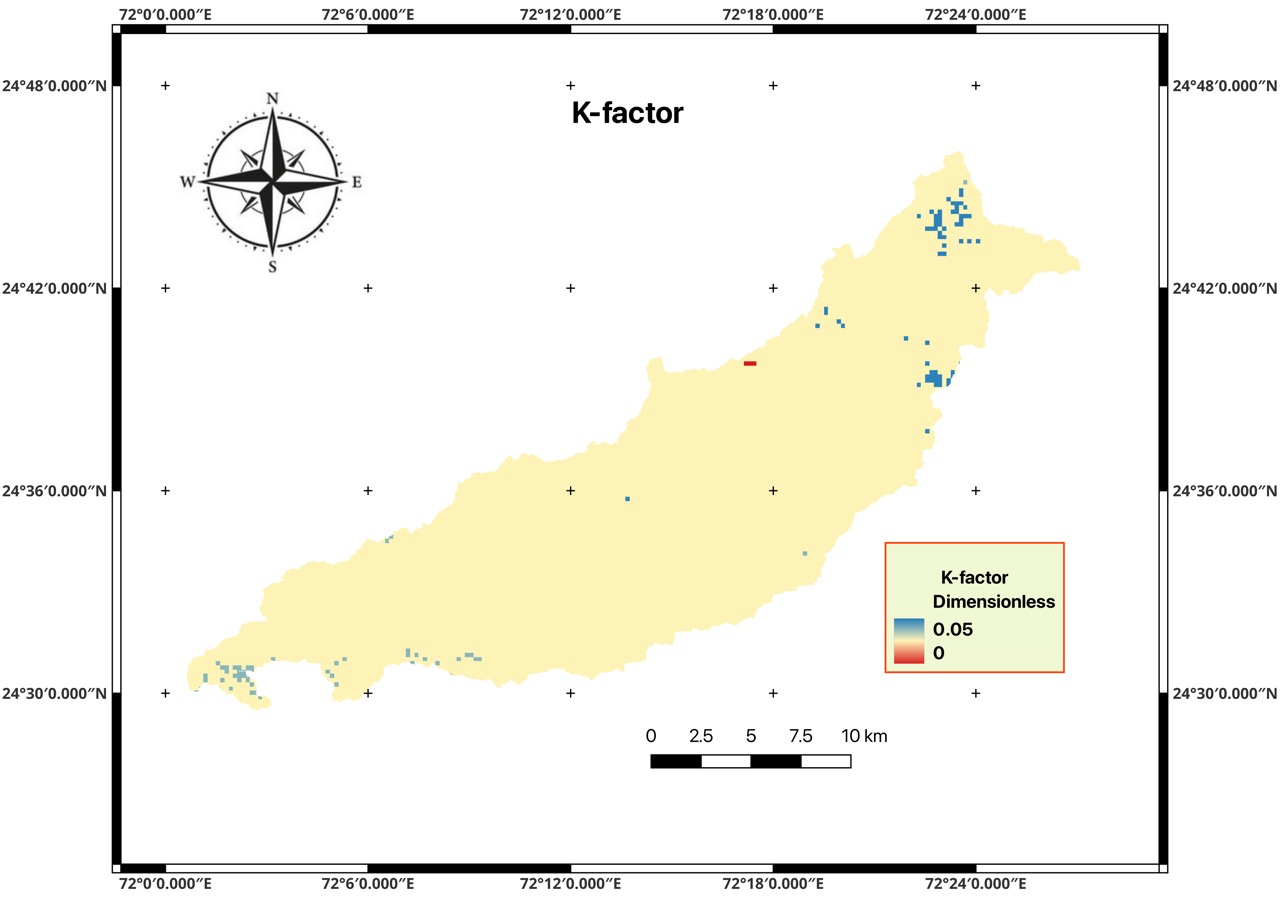 72°0′0.000″E 72°6′0.000″E 72°12′0.000″E 72°18′0.000″E 72°24′0.000″E
24°48′0.000″N 24°48′0.000″N
N
K-factor
W E
S
24°42′0.000″N 24°42′0.000″N
24°36′0.000″N 24°36′0.000″N
K-factor
Dimensionless
0.05
0
24°30′0.000″N 24°30′0.000″N
0 2.5 5 7.5 10 km
72°0′0.000″E 72°6′0.000″E 72°12′0.000″E 72°18′0.000″E 72°24′0.000″E